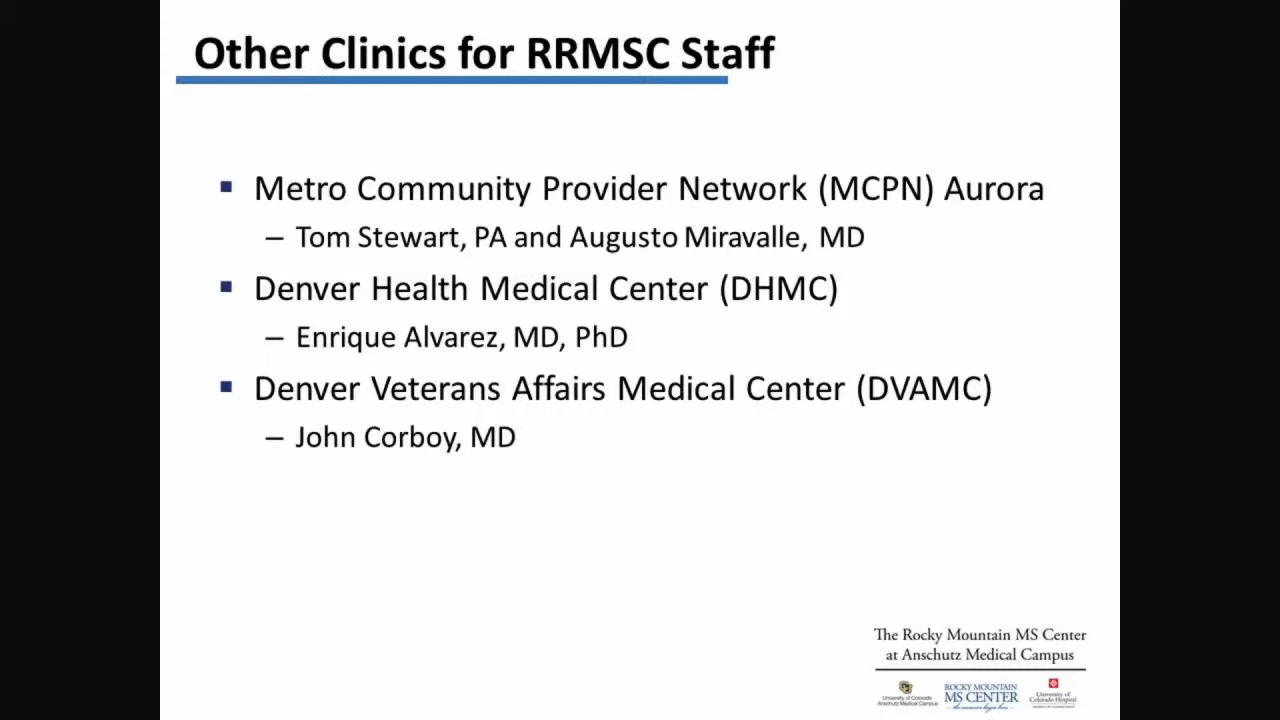 Other Clinics for RRMSC Staff
▪ Metro Community Provider Network (MCPN) Aurora
– Tom Stewart, PA and Augusto Miravalle, MD
▪ Denver Health Medical Center (DHMC)
– Enrique Alvarez, MD, PhD
▪ Denver Veterans Affairs Medical Center (DVAMC)
– John Corboy, MD
The Rocky Mountain MS Center
at Anschutz Medical Campus
University of Colorado
Anschutz Medical Campus
ROCKY MOUNTAIN
MS CENTER
University of
Colorado Hospital